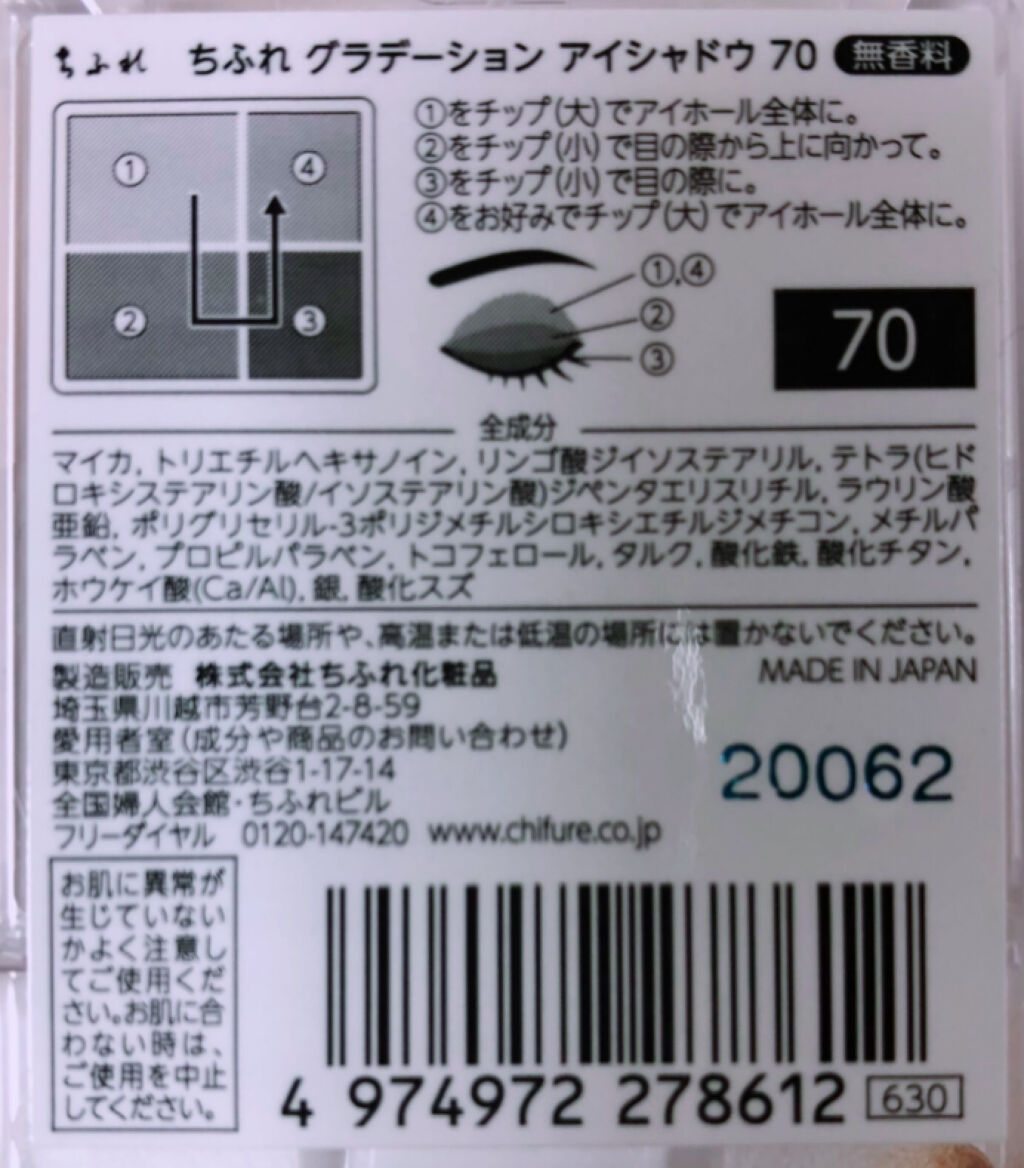 ちふれ ちふれ グラデーション アイシャドウ 70 無香料
① ④ ② ③
①をチップ(大)でアイホール全体に。
②をチップ(小)で目の際から上に向かって。
③をチップ(小)で目の際に。
④をお好みでチップ(大)でアイホール全体に。
①,④
②
③
70
全成分
マイカ, トリエチルヘキサノイン, リンゴ酸ジイソステアリル, テトラ(ヒド
ロキシステアリン酸/イソステアリン酸)ジペンタエリスリチル, ラウリン酸
亜鉛, ポリグリセリル-3ポリジメチルシロキシエチルジメチコン, メチルパ
ラベン, プロピルパラベン, トコフェロール, タルク, 酸化鉄, 酸化チタン,
ホウケイ酸(Ca/Al), 銀, 酸化スズ
直射日光のあたる場所や、高温または低温の場所には置かないでください。
製造販売 株式会社ちふれ化粧品
MADE IN JAPAN
埼玉県川越市芳野台2-8-59
愛用者室(成分や商品のお問い合わせ)
東京都渋谷区渋谷1-17-14
全国婦人会館・ちふれビル
フリーダイヤル 0120-147420 www.chifure.co.jp
20062
お肌に異常が
生じていない
かよく注意し
てご使用くだ
さい。お肌に合
わない時は、
ご使用を中止
してください。
4 974972 278612
630